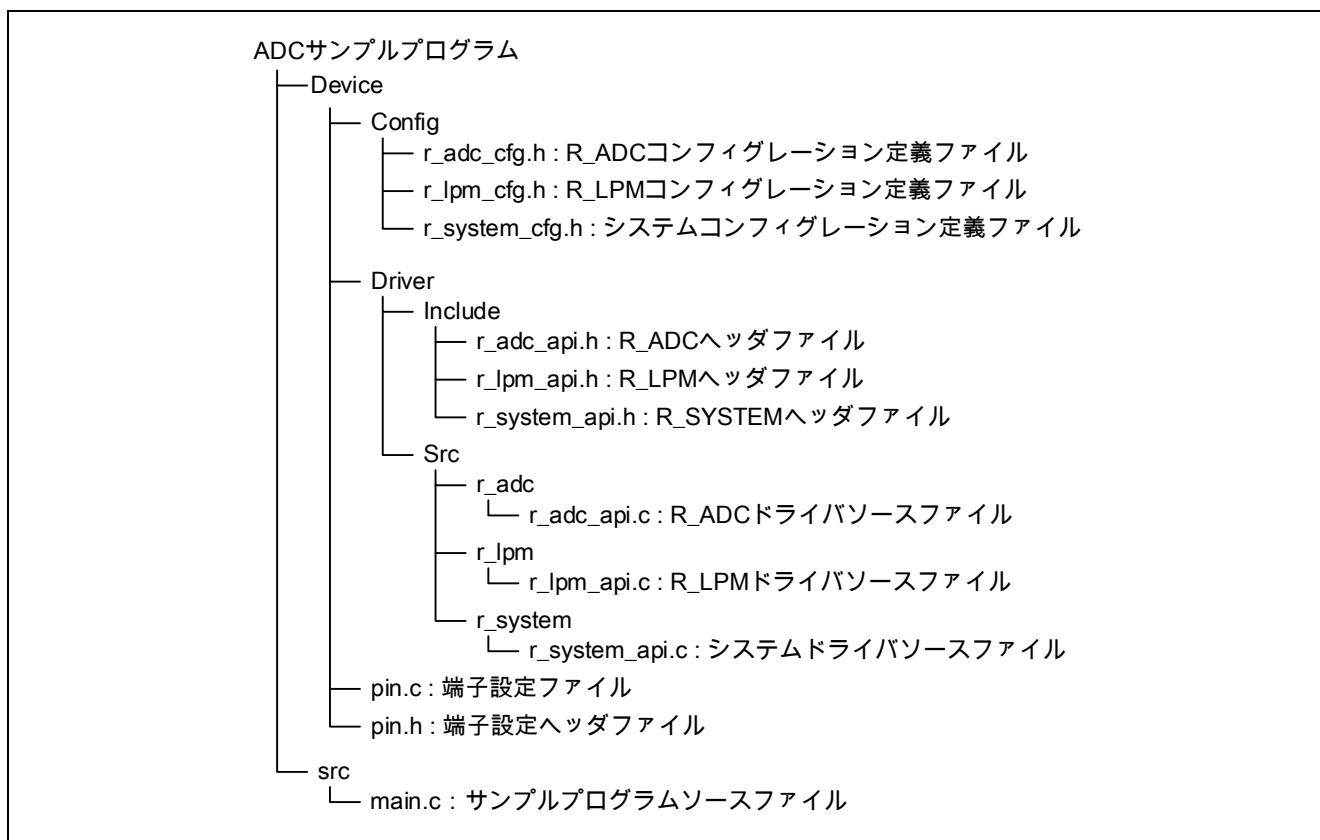 ADCサンプルプログラム
Device
Config
r_adc_cfg.h : R_ADCコンフィグレーション定義ファイル
r_lpm_cfg.h : R_LPMコンフィグレーション定義ファイル
r_system_cfg.h : システムコンフィグレーション定義ファイル
Driver
Include
r_adc_api.h : R_ADCヘッダファイル
r_lpm_api.h : R_LPMヘッダファイル
r_system_api.h : R_SYSTEMヘッダファイル
Src
r_adc
r_adc_api.c : R_ADCドライバソースファイル
r_lpm
r_lpm_api.c : R_LPMドライバソースファイル
r_system
r_system_api.c : システムドライバソースファイル
pin.c : 端子設定ファイル
pin.h : 端子設定ヘッダファイル
src
main.c : サンプルプログラムソースファイル